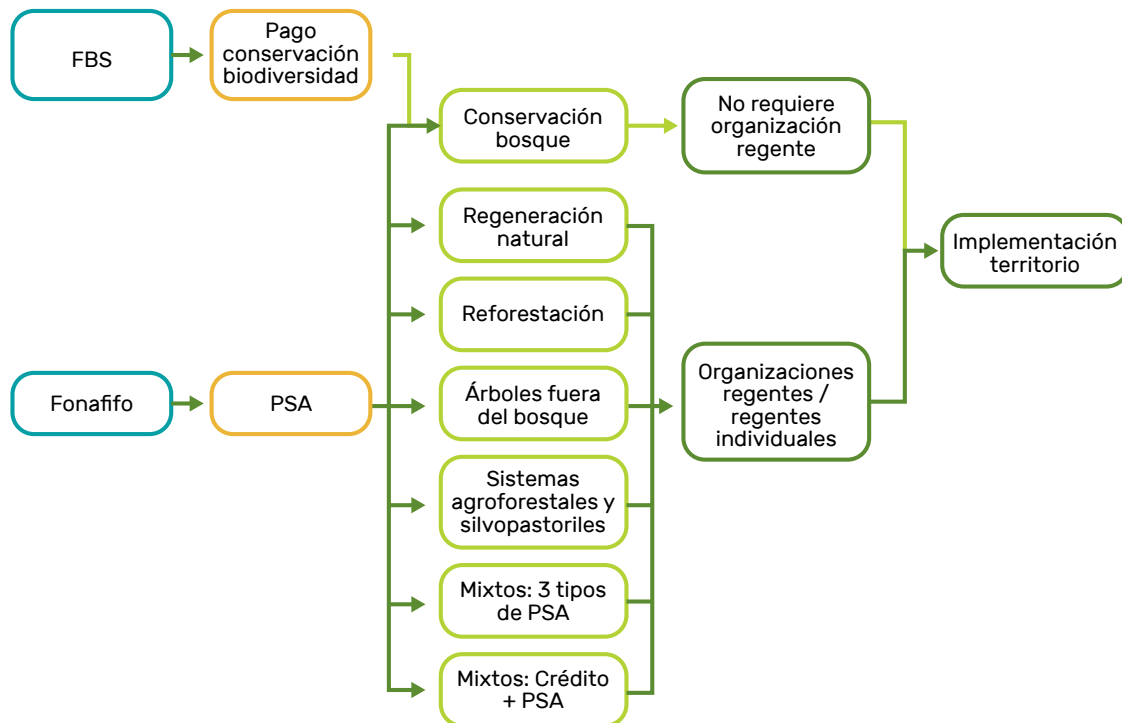 FBS
Pago
conservación
biodiversidad
Conservación
bosque
No requiere
organización
regente
Regeneración
natural
Implementación
territorio
Reforestación
Fonafifo
PSA
Árboles fuera
del bosque
Organizaciones
regentes /
regentes
individuales
Sistemas
agroforestales y
silvopastoriles
Mixtos: 3 tipos
de PSA
Mixtos: Crédito
+ PSA